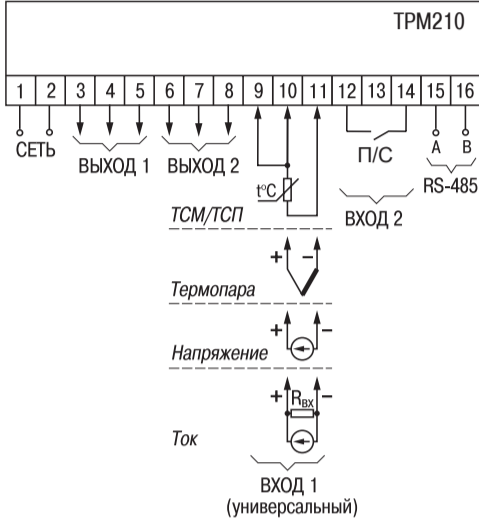 ТРМ210
1 2 3 4 5 6 7 8 9 10 11 12 13 14 15 16
СЕТЬ
ВЫХОД 1
ВЫХОД 2
П/С
A B
RS-485
ВХОД 2
t°C
ТСМ/ТСП
+ –
Термопара
+ –
Напряжение
+ Rвх –
Ток
ВХОД 1
(универсальный)